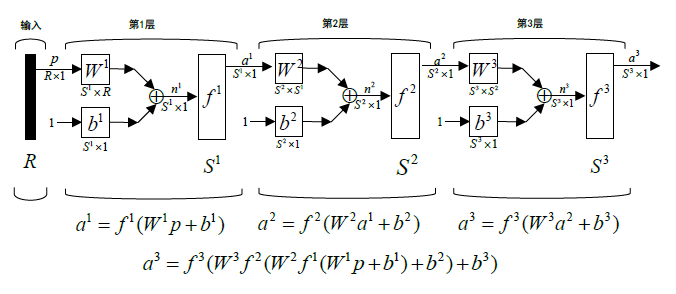 输入 第1层 第2层 第3层
p a¹ a² a³
R×1 W¹ S¹×1 W² S²×1 W³ S³×1
S¹×R n¹ f¹ S²×S¹ n² f² S³×S² n³ f³
S¹×1 S²×1 S³×1
1 b¹ 1 b² 1 b³
S¹×1 S²×1 S³×1
R S¹ S² S³
a¹ = f¹(W¹p+b¹) a² = f²(W²a¹+b²) a³ = f³(W³a²+b³)
a³ = f³(W³f²(W²f¹(W¹p+b¹)+b²)+b³)